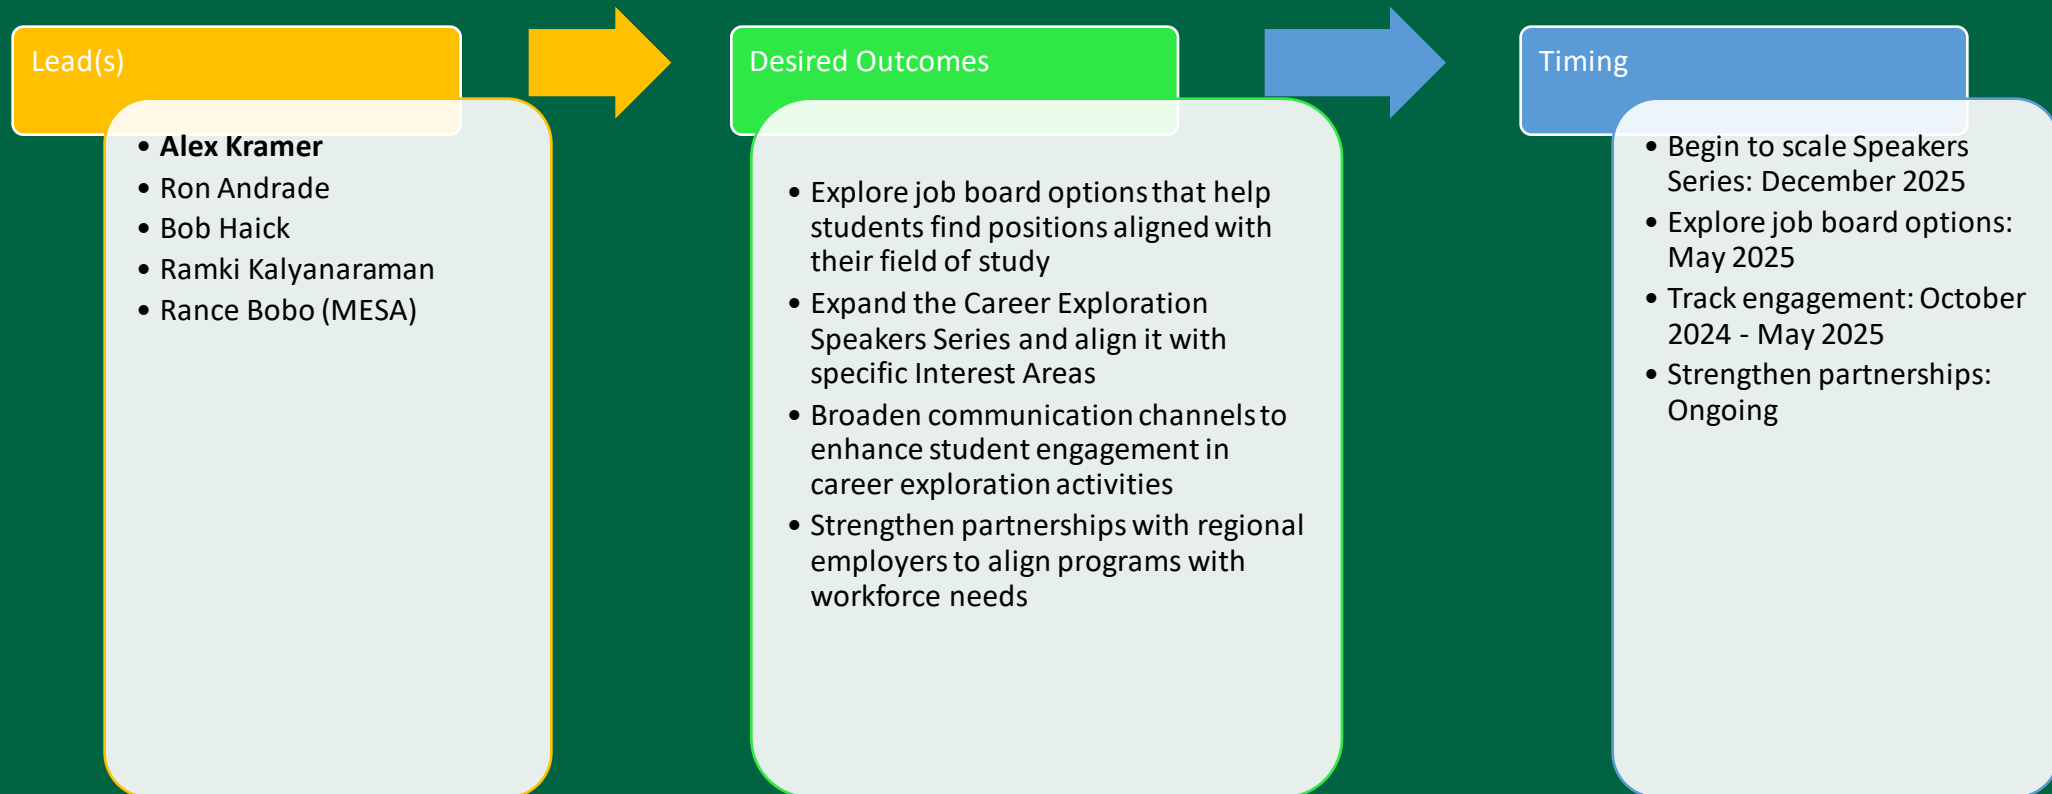 Lead(s)
• Alex Kramer
• Ron Andrade
• Bob Haick
• Ramki Kalyanaraman
• Rance Bobo (MESA)
Desired Outcomes
• Explore job board options that help
students find positions aligned with
their field of study
• Expand the Career Exploration
Speakers Series and align it with
specific Interest Areas
• Broaden communication channels to
enhance student engagement in
career exploration activities
• Strengthen partnerships with regional
employers to align programs with
workforce needs
Timing
• Begin to scale Speakers
Series: December 2025
• Explore job board options:
May 2025
• Track engagement: October
2024 - May 2025
• Strengthen partnerships:
Ongoing